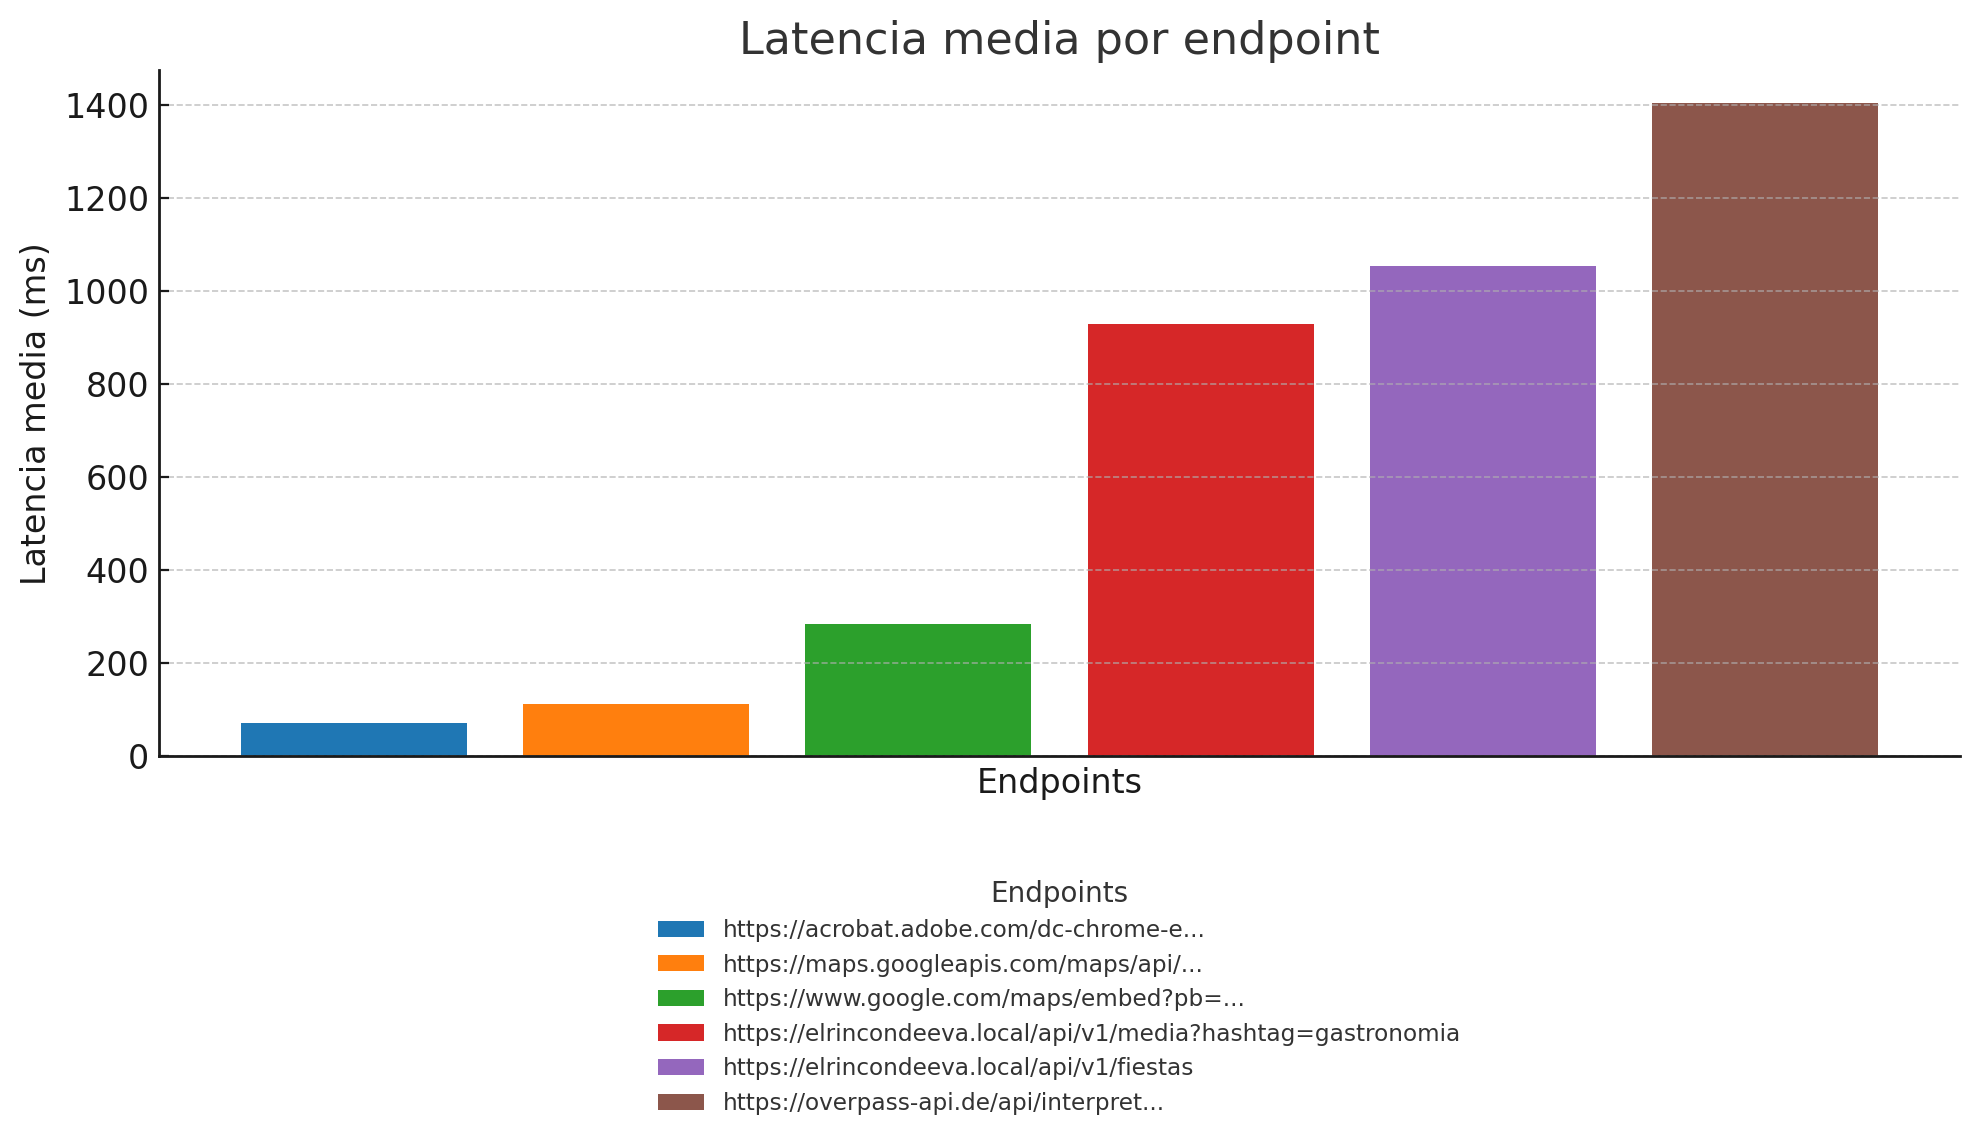 Latencia media por endpoint
Latencia media (ms)
1400
1200
1000
800
600
400
200
0
Endpoints
Endpoints
https://acrobat.adobe.com/dc-chrome-e...
https://maps.googleapis.com/maps/api/...
https://www.google.com/maps/embed?pb=...
https://elrincondeeva.local/api/v1/media?hashtag=gastronomia
https://elrincondeeva.local/api/v1/fiestas
https://overpass-api.de/api/interpret...